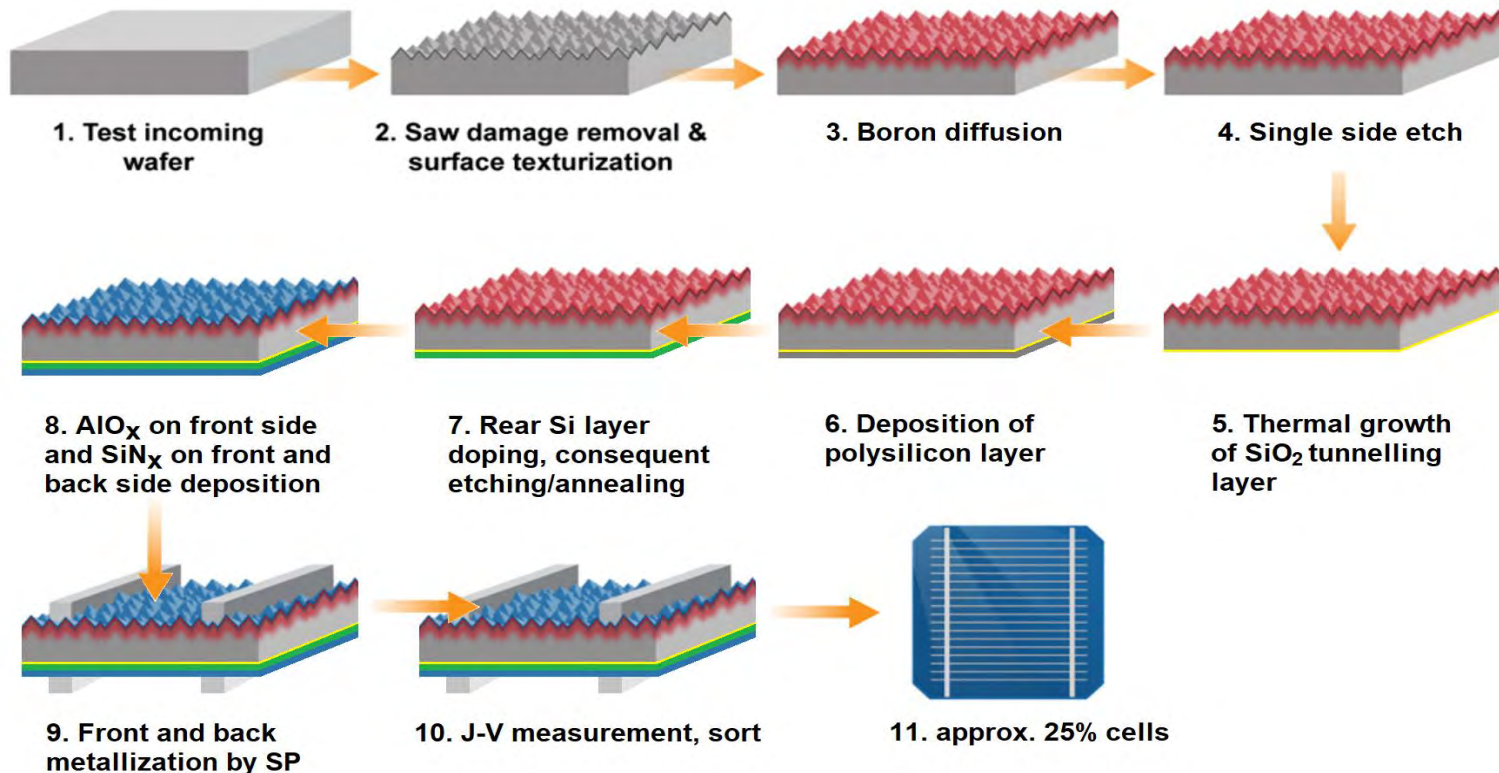 1. Test incoming
wafer
2. Saw damage removal &
surface texturization
3. Boron diffusion
4. Single side etch
5. Thermal growth
of SiO₂ tunnelling
layer
6. Deposition of
polysilicon layer
7. Rear Si layer
doping, consequent
etching/annealing
8. AlOₓ on front side
and SiNₓ on front and
back side deposition
9. Front and back
metallization by SP
10. J-V measurement, sort
11. approx. 25% cells